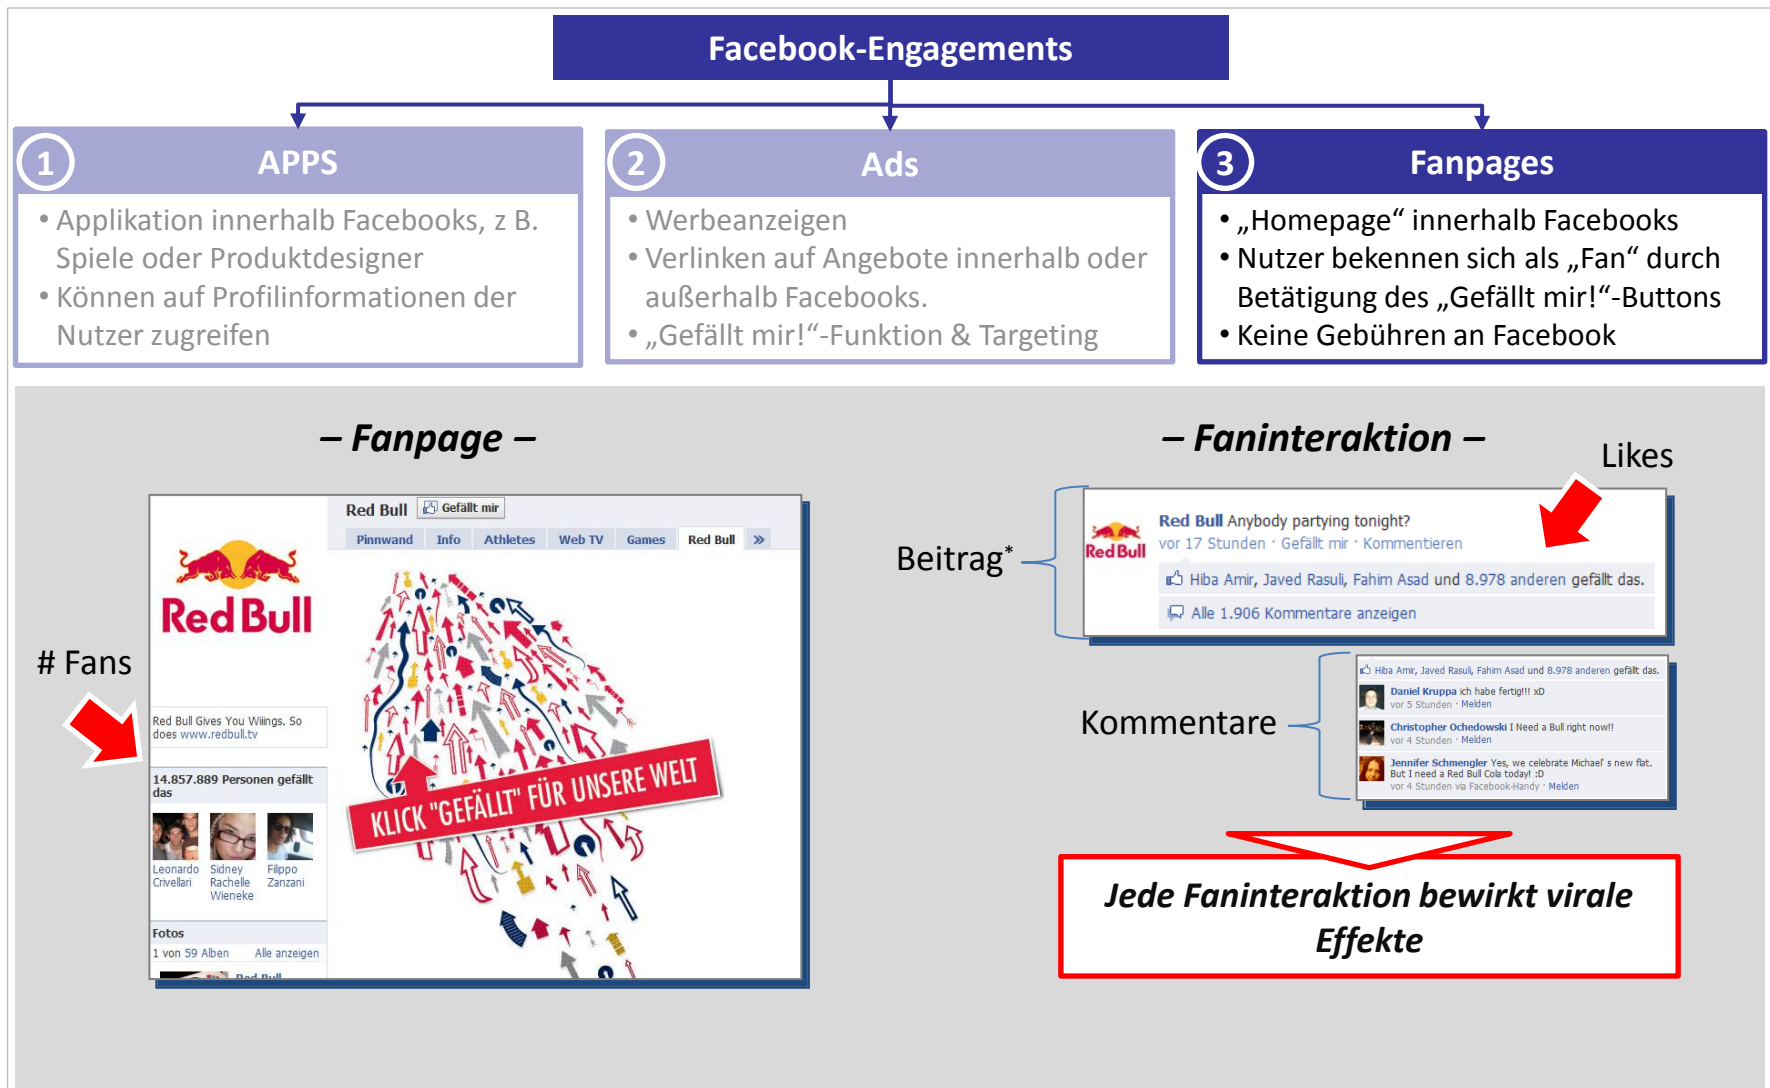 Facebook-Engagements
1
APPS
• Applikation innerhalb Facebooks, z B.
Spiele oder Produktdesigner
• Können auf Profilinformationen der
Nutzer zugreifen
2
Ads
• Werbeanzeigen
• Verlinken auf Angebote innerhalb oder
außerhalb Facebooks.
• „Gefällt mir!“-Funktion & Targeting
3
Fanpages
• „Homepage“ innerhalb Facebooks
• Nutzer bekennen sich als „Fan“ durch
Betätigung des „Gefällt mir!“-Buttons
• Keine Gebühren an Facebook
– Fanpage –
# Fans
Red Bull Gefällt mir
Pinnwand Info Athletes Web TV Games Red Bull »
Red Bull
Red Bull Gives You Wiiings. So
does www.redbull.tv
14.857.889 Personen gefällt
das
Leonardo
Crivellari
Sidney
Rachelle
Wieneke
Filippo
Zanzani
Fotos
1 von 59 Alben Alle anzeigen
Red Bull
KLICK "GEFÄLLT" FÜR UNSERE WELT
– Faninteraktion –
Likes
Beitrag*
Red Bull
Red Bull Anybody partying tonight?
vor 17 Stunden · Gefällt mir · Kommentieren
Hiba Amir, Javed Rasuli, Fahim Asad und 8.978 anderen gefällt das.
Alle 1.906 Kommentare anzeigen
Kommentare
Hiba Amir, Javed Rasuli, Fahim Asad und 8.978 anderen gefällt das.
Daniel Kruppa ich habe fertig!!! xD
vor 5 Stunden · Melden
Christopher Ochedowski I Need a Bull right now!!
vor 4 Stunden · Melden
Jennifer Schmengler Yes, we celebrate Michael' s new flat.
But I need a Red Bull Cola today! :D
vor 4 Stunden via Facebook-Handy · Melden
Jede Faninteraktion bewirkt virale
Effekte